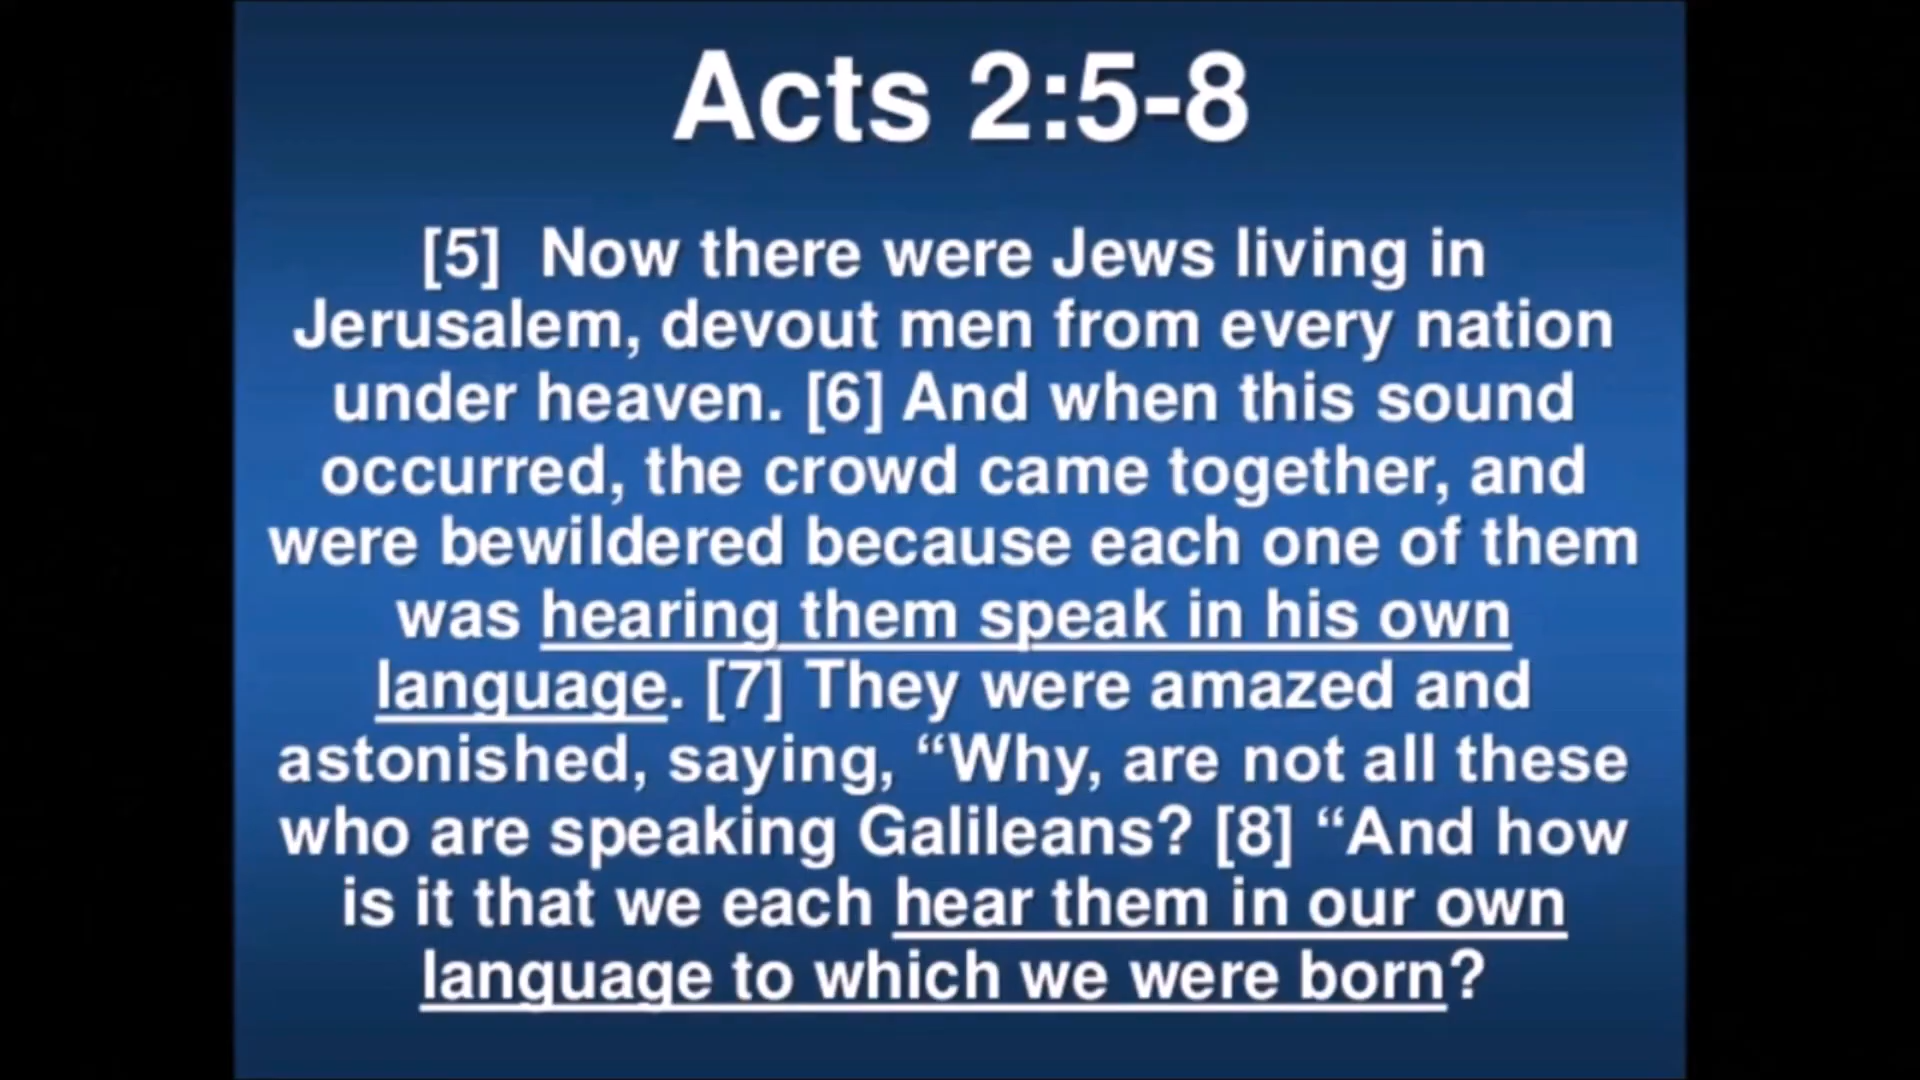 Acts 2:5-8
[5]  Now there were Jews living in
Jerusalem, devout men from every nation
under heaven. [6] And when this sound
occurred, the crowd came together, and
were bewildered because each one of them
was hearing them speak in his own
language. [7] They were amazed and
astonished, saying, “Why, are not all these
who are speaking Galileans? [8] “And how
is it that we each hear them in our own
language to which we were born?